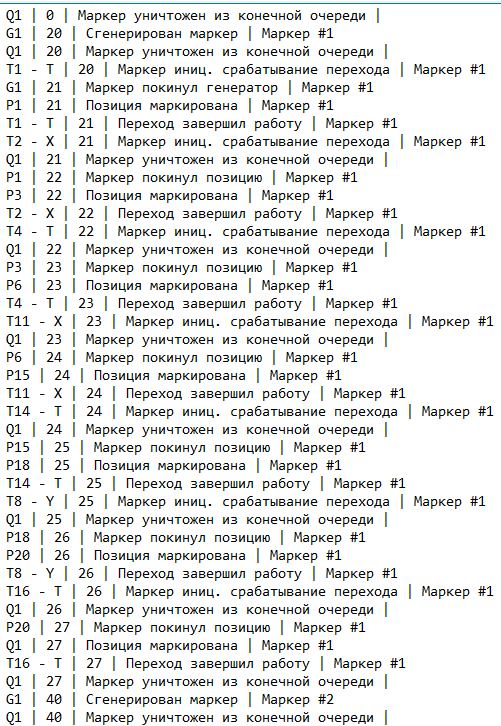 Q1 | 0 | Маркер уничтожен из конечной очереди |
G1 | 20 | Сгенерирован маркер | Маркер #1
Q1 | 20 | Маркер уничтожен из конечной очереди |
T1 - T | 20 | Маркер иниц. срабатывание перехода | Маркер #1
G1 | 21 | Маркер покинул генератор | Маркер #1
P1 | 21 | Позиция маркирована | Маркер #1
T1 - T | 21 | Переход завершил работу | Маркер #1
T2 - X | 21 | Маркер иниц. срабатывание перехода | Маркер #1
Q1 | 21 | Маркер уничтожен из конечной очереди |
P1 | 22 | Маркер покинул позицию | Маркер #1
P3 | 22 | Позиция маркирована | Маркер #1
T2 - X | 22 | Переход завершил работу | Маркер #1
T4 - T | 22 | Маркер иниц. срабатывание перехода | Маркер #1
Q1 | 22 | Маркер уничтожен из конечной очереди |
P3 | 23 | Маркер покинул позицию | Маркер #1
P6 | 23 | Позиция маркирована | Маркер #1
T4 - T | 23 | Переход завершил работу | Маркер #1
T11 - X | 23 | Маркер иниц. срабатывание перехода | Маркер #1
Q1 | 23 | Маркер уничтожен из конечной очереди |
P6 | 24 | Маркер покинул позицию | Маркер #1
P15 | 24 | Позиция маркирована | Маркер #1
T11 - X | 24 | Переход завершил работу | Маркер #1
T14 - T | 24 | Маркер иниц. срабатывание перехода | Маркер #1
Q1 | 24 | Маркер уничтожен из конечной очереди |
P15 | 25 | Маркер покинул позицию | Маркер #1
P18 | 25 | Позиция маркирована | Маркер #1
T14 - T | 25 | Переход завершил работу | Маркер #1
T8 - Y | 25 | Маркер иниц. срабатывание перехода | Маркер #1
Q1 | 25 | Маркер уничтожен из конечной очереди |
P18 | 26 | Маркер покинул позицию | Маркер #1
P20 | 26 | Позиция маркирована | Маркер #1
T8 - Y | 26 | Переход завершил работу | Маркер #1
T16 - T | 26 | Маркер иниц. срабатывание перехода | Маркер #1
Q1 | 26 | Маркер уничтожен из конечной очереди |
P20 | 27 | Маркер покинул позицию | Маркер #1
Q1 | 27 | Позиция маркирована | Маркер #1
T16 - T | 27 | Переход завершил работу | Маркер #1
Q1 | 27 | Маркер уничтожен из конечной очереди |
G1 | 40 | Сгенерирован маркер | Маркер #2
Q1 | 40 | Маркер уничтожен из конечной очереди |